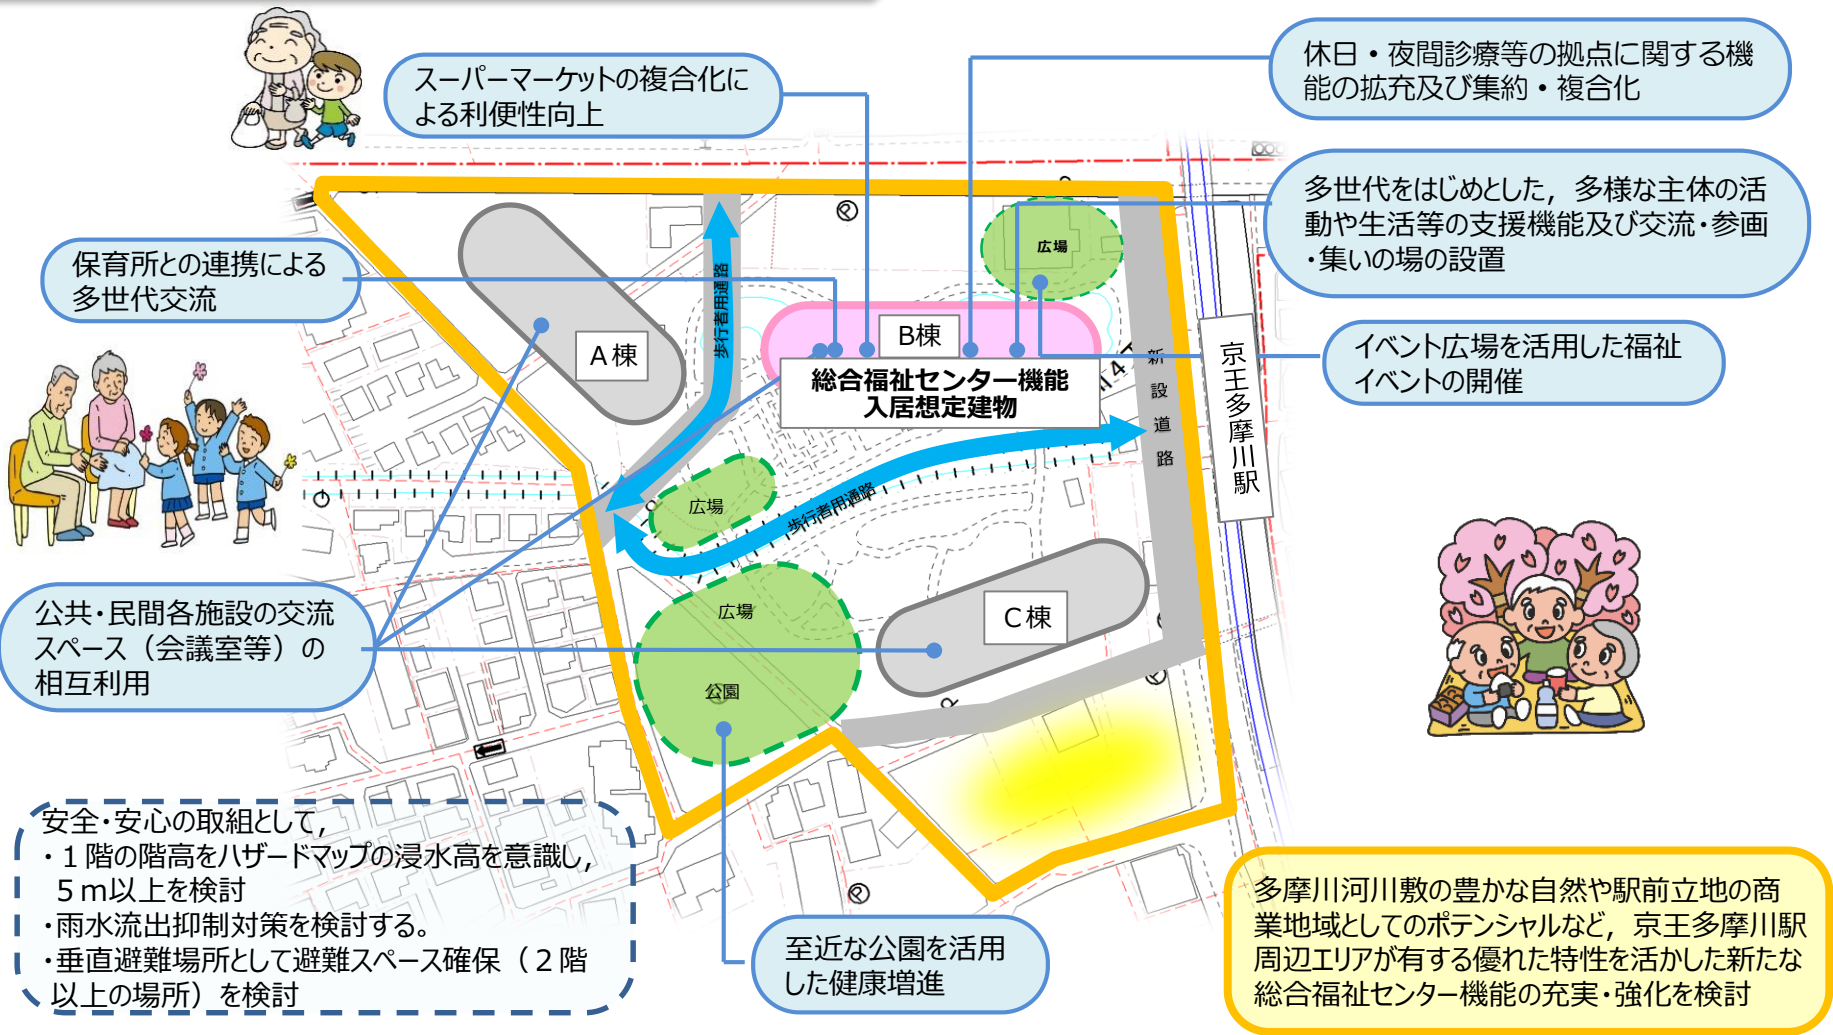 スーパーマーケットの複合化に
よる利便性向上
休日・夜間診療等の拠点に関する機
能の拡充及び集約・複合化
多世代をはじめとした，多様な主体の活
動や生活等の支援機能及び交流・参画
・集いの場の設置
保育所との連携による
多世代交流
イベント広場を活用した福祉
イベントの開催
公共・民間各施設の交流
スペース（会議室等）の
相互利用
A棟
B棟
C棟
総合福祉センター機能
入居想定建物
広場
広場
広場
公園
歩行者用通路
歩行者用通路
新設道路
京王多摩川駅
安全・安心の取組として，
・１階の階高をハザードマップの浸水高を意識し，
５ｍ以上を検討
・雨水流出抑制対策を検討する。
・垂直避難場所として避難スペース確保（２階
以上の場所）を検討
至近な公園を活用
した健康増進
多摩川河川敷の豊かな自然や駅前立地の商
業地域としてのポテンシャルなど，京王多摩川駅
周辺エリアが有する優れた特性を活かした新たな
総合福祉センター機能の充実・強化を検討